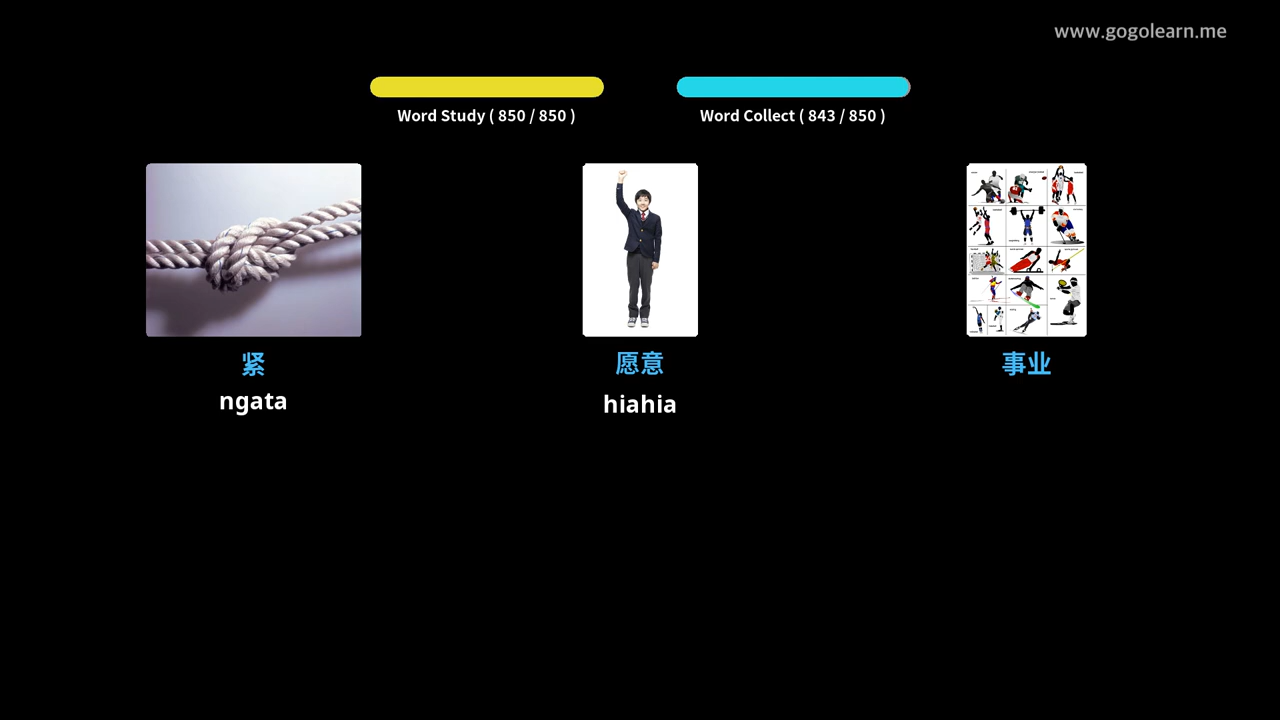 www.gogolearn.me
Word Study ( 850 / 850 )
Word Collect ( 843 / 850 )
紧
愿意
事业
ngata
hiahia